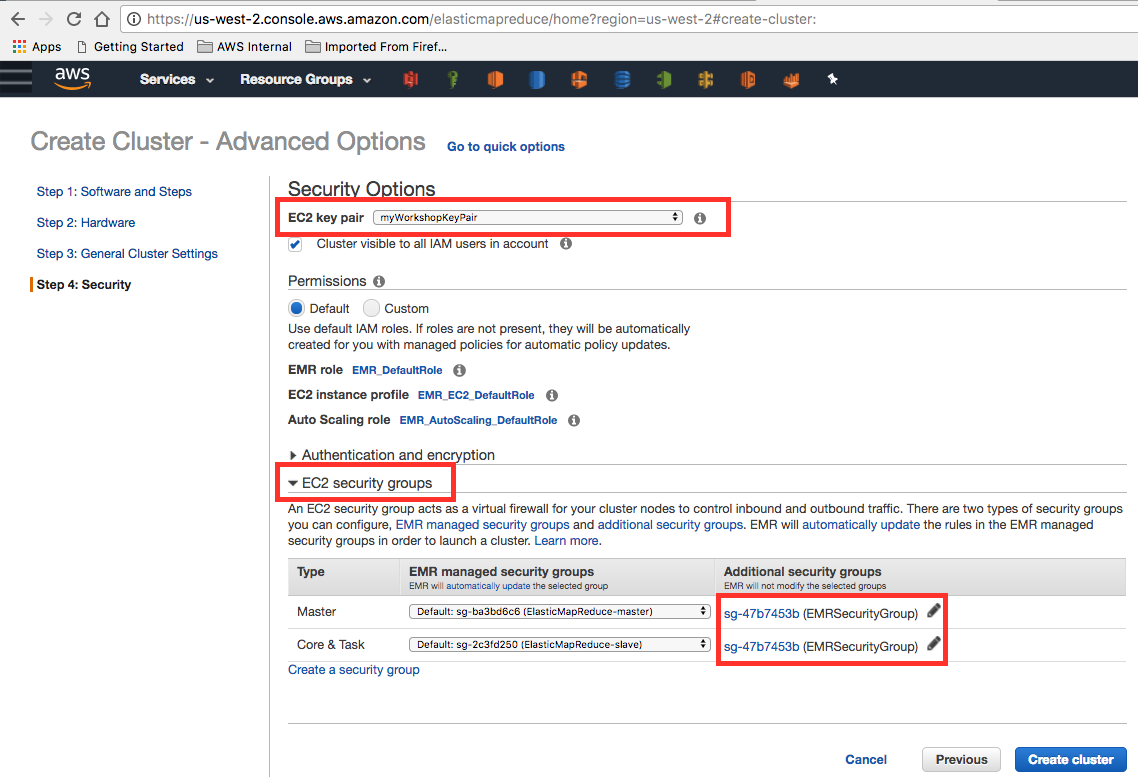 https://us-west-2.console.aws.amazon.com/elasticmapreduce/home?region=us-west-2#create-cluster:
Apps Getting Started AWS Internal Imported From Firef...
aws Services Resource Groups
Create Cluster - Advanced Options Go to quick options
Step 1: Software and Steps
Step 2: Hardware
Step 3: General Cluster Settings
Step 4: Security
Security Options
EC2 key pair myWorkshopKeyPair
Cluster visible to all IAM users in account
Permissions
Default Custom
Use default IAM roles. If roles are not present, they will be automatically
created for you with managed policies for automatic policy updates.
EMR role EMR_DefaultRole
EC2 instance profile EMR_EC2_DefaultRole
Auto Scaling role EMR_AutoScaling_DefaultRole
Authentication and encryption
EC2 security groups
An EC2 security group acts as a virtual firewall for your cluster nodes to control inbound and outbound traffic. There are two types of security groups
you can configure, EMR managed security groups and additional security groups. EMR will automatically update the rules in the EMR managed
security groups in order to launch a cluster. Learn more.
Type EMR managed security groups Additional security groups
EMR will automatically update the selected group EMR will not modify the selected groups
Master Default: sg-ba3bd6c6 (ElasticMapReduce-master) sg-47b7453b (EMRSecurityGroup)
Core & Task Default: sg-2c3fd250 (ElasticMapReduce-slave) sg-47b7453b (EMRSecurityGroup)
Create a security group
Cancel Previous Create cluster